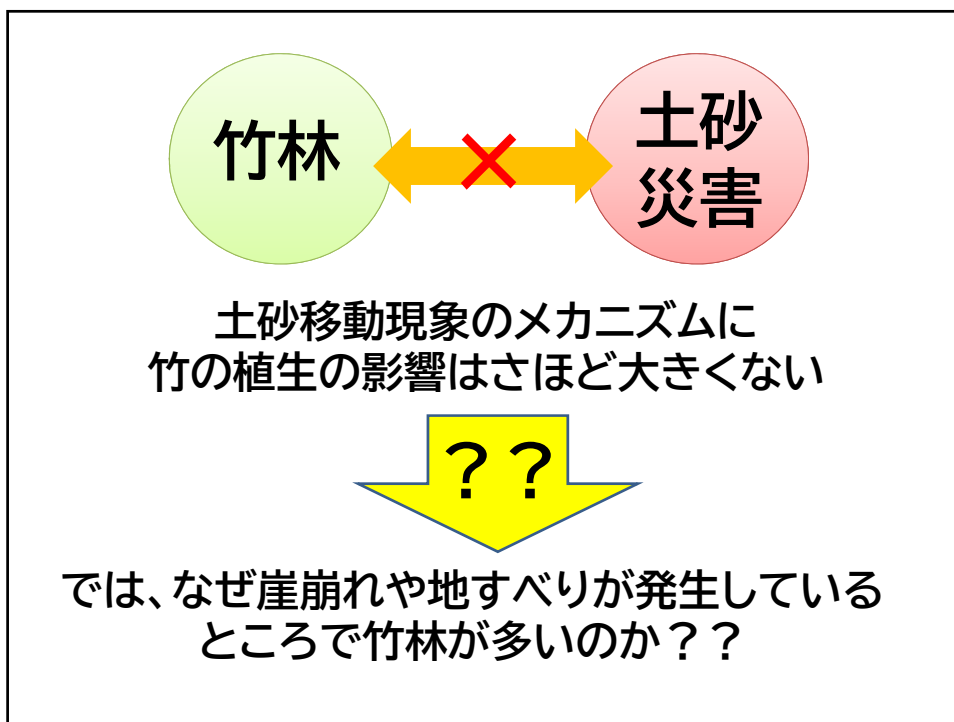 竹林
土砂
災害
土砂移動現象のメカニズムに
竹の植生の影響はさほど大きくない
？？
では、なぜ崖崩れや地すべりが発生している
ところで竹林が多いのか？？